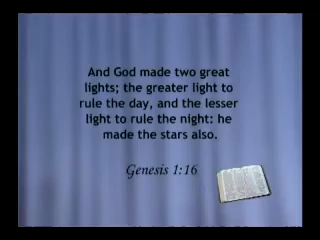 And God made two great
lights; the greater light to
rule the day, and the lesser
light to rule the night: he
made the stars also.
Genesis 1:16